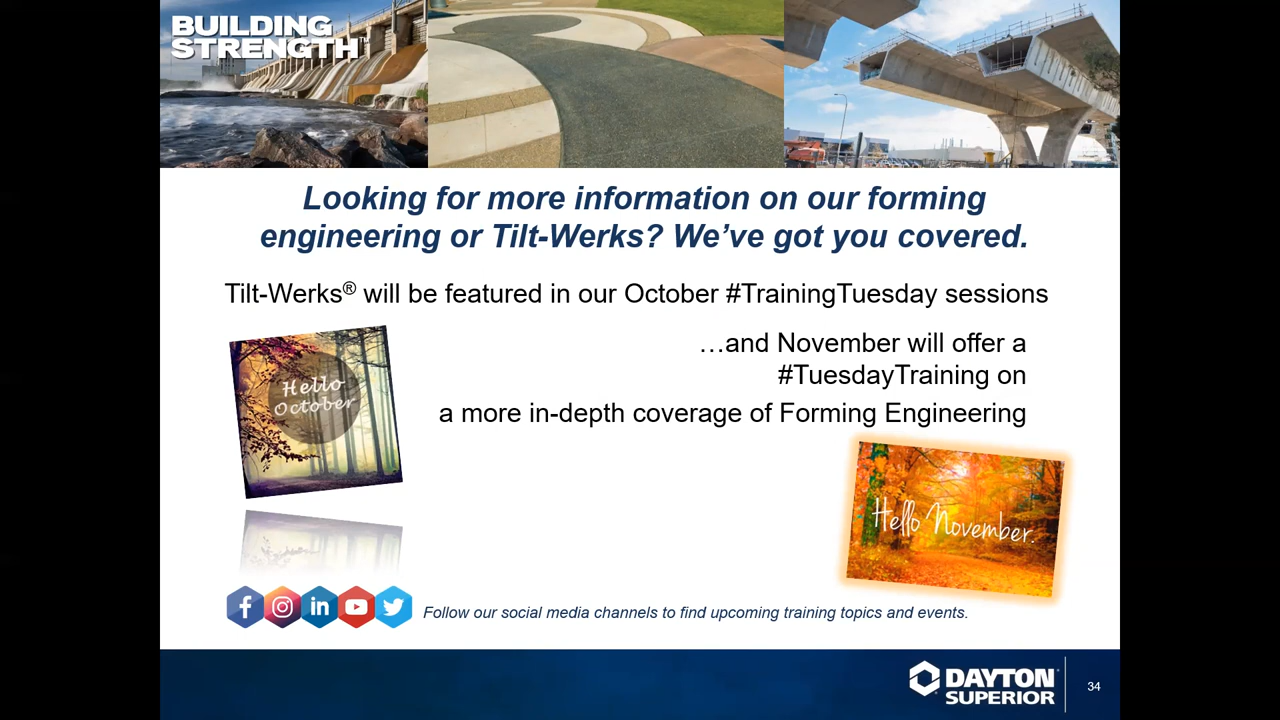 BUILDING
STRENGTH™
Looking for more information on our forming
engineering or Tilt-Werks? We’ve got you covered.
Tilt-Werks® will be featured in our October #TrainingTuesday sessions
…and November will offer a
#TuesdayTraining on
a more in-depth coverage of Forming Engineering
Hello
October
Hello November.
Follow our social media channels to find upcoming training topics and events.
DAYTON
SUPERIOR
34